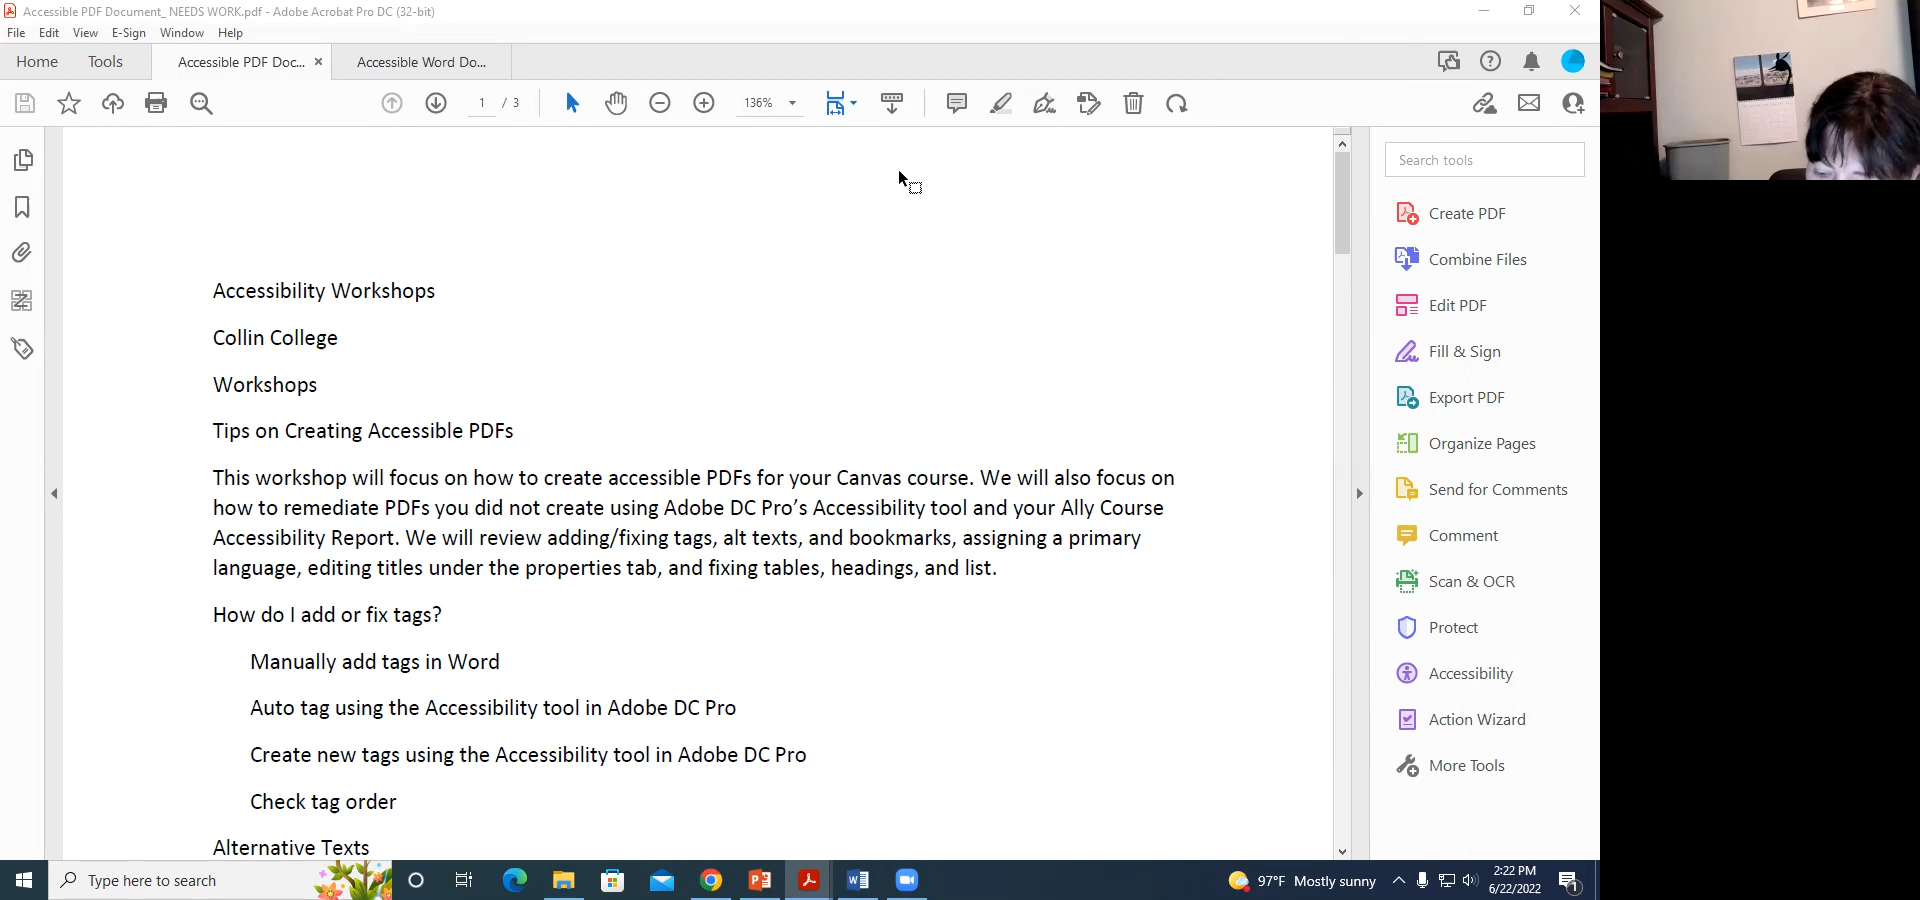 Accessible PDF Document_ NEEDS WORK.pdf - Adobe Acrobat Pro DC (32-bit)
File Edit View E-Sign Window Help
Home Tools Accessible PDF Doc... × Accessible Word Do...
1 / 3 136%
Search tools
Create PDF
Combine Files
Edit PDF
Fill & Sign
Export PDF
Organize Pages
Send for Comments
Comment
Scan & OCR
Protect
Accessibility
Action Wizard
More Tools
Accessibility Workshops
Collin College
Workshops
Tips on Creating Accessible PDFs
This workshop will focus on how to create accessible PDFs for your Canvas course. We will also focus on
how to remediate PDFs you did not create using Adobe DC Pro’s Accessibility tool and your Ally Course
Accessibility Report. We will review adding/fixing tags, alt texts, and bookmarks, assigning a primary
language, editing titles under the properties tab, and fixing tables, headings, and list.
How do I add or fix tags?
Manually add tags in Word
Auto tag using the Accessibility tool in Adobe DC Pro
Create new tags using the Accessibility tool in Adobe DC Pro
Check tag order
Alternative Texts
Type here to search
97°F Mostly sunny
2:22 PM
6/22/2022
1